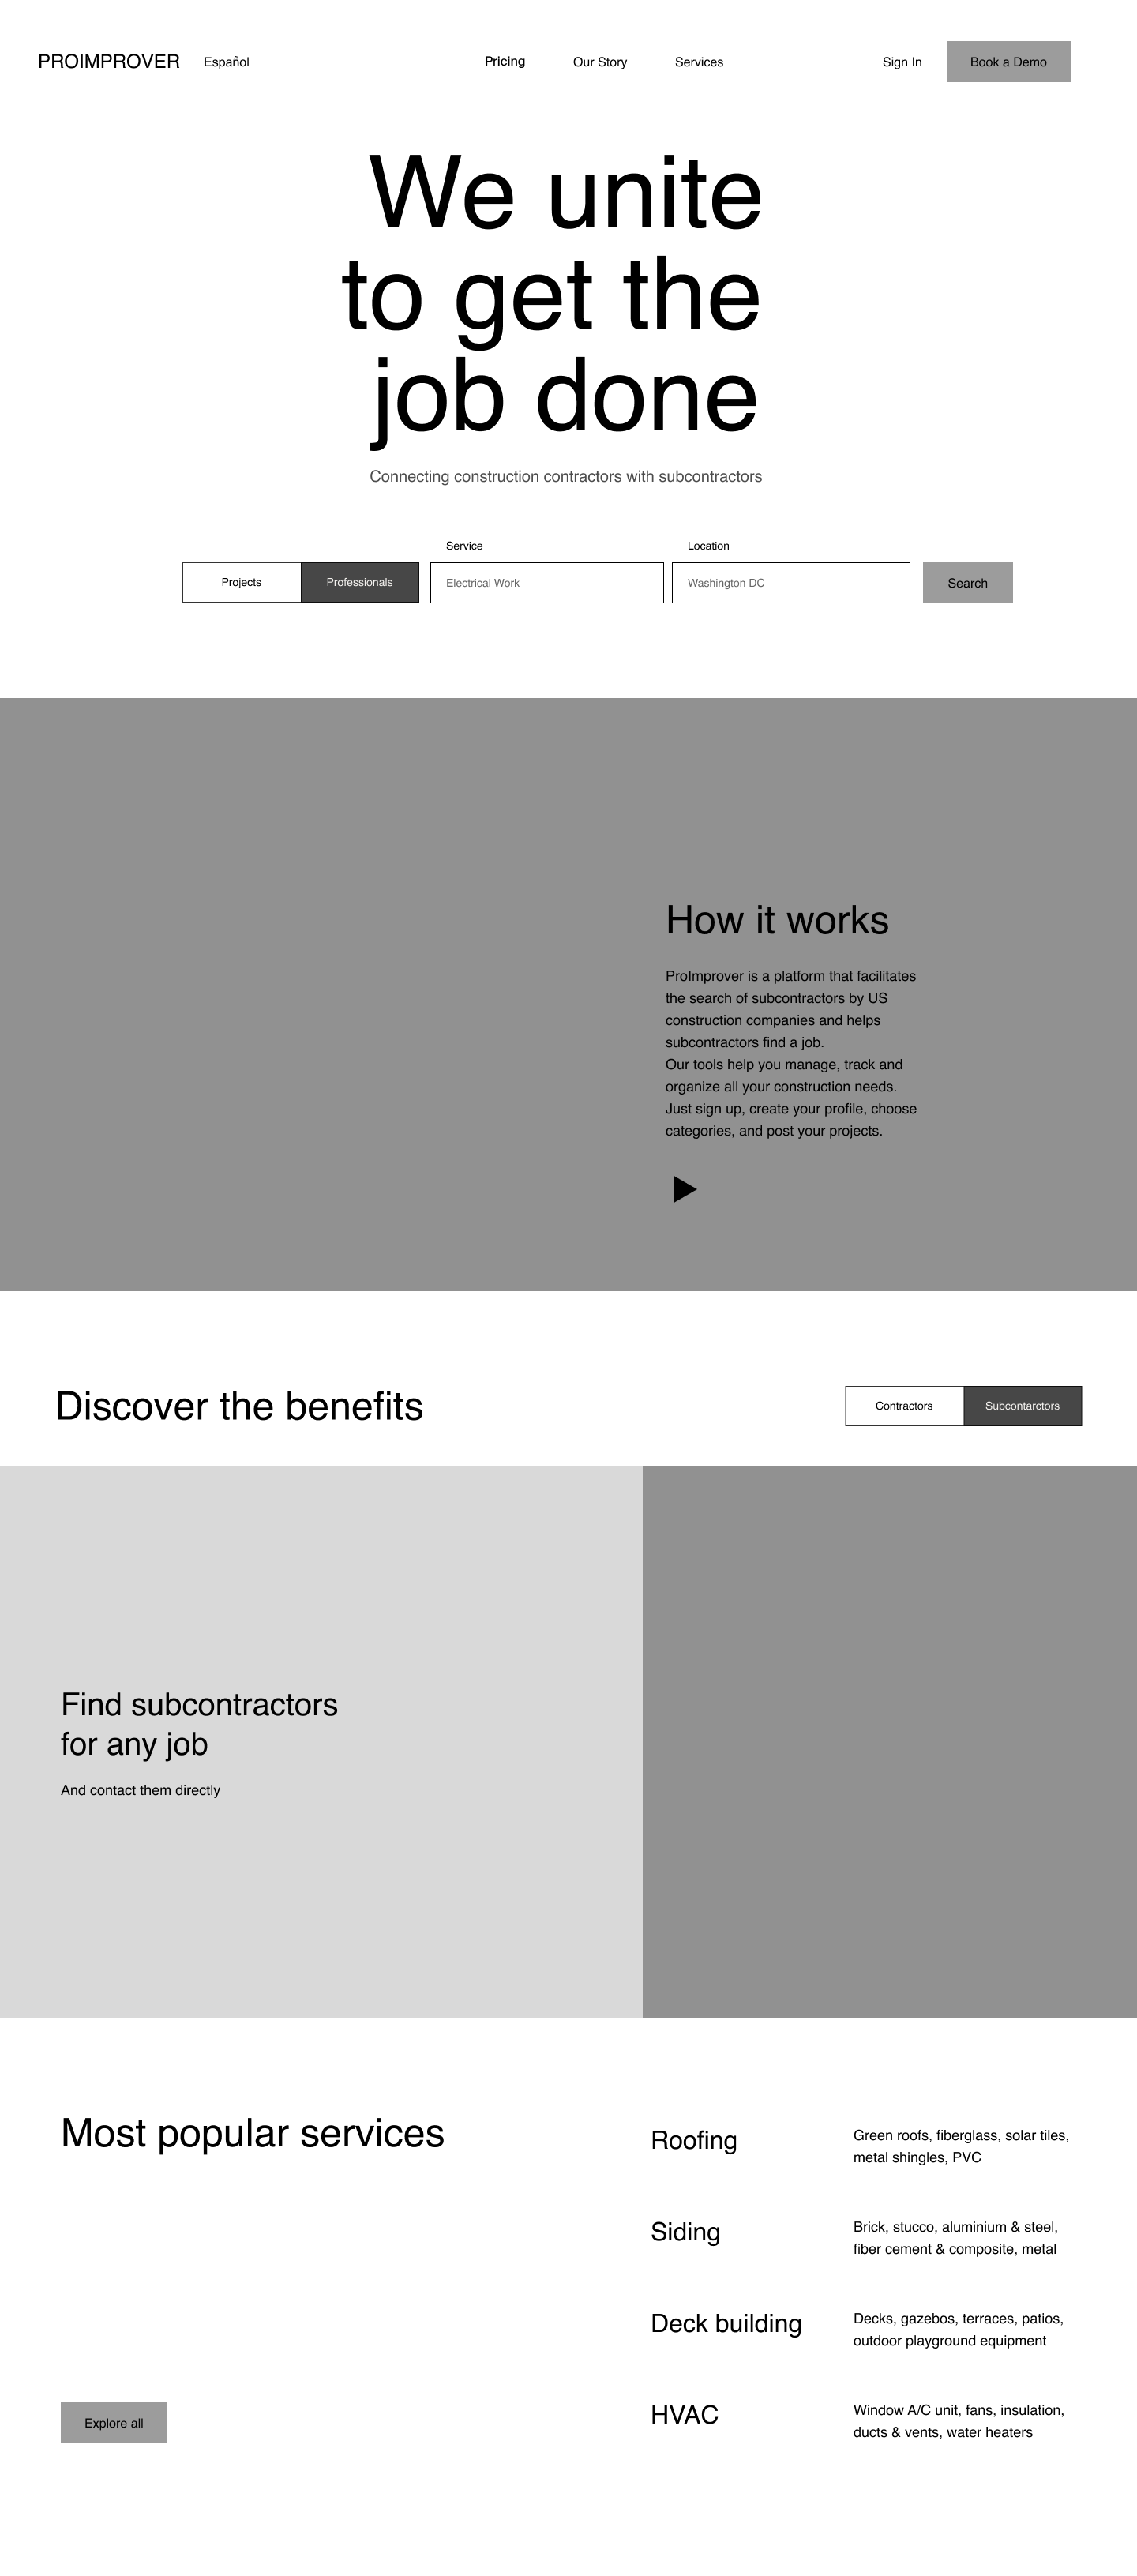 PROIMPROVER
Español
Pricing
Our Story
Services
Sign In
Book a Demo
We unite
to get the
job done
Connecting construction contractors with subcontractors
Service
Location
Projects
Professionals
Electrical Work
Washington DC
Search
How it works
ProImprover is a platform that facilitates
the search of subcontractors by US
construction companies and helps
subcontractors find a job.
Our tools help you manage, track and
organize all your construction needs.
Just sign up, create your profile, choose
categories, and post your projects.
Discover the benefits
Contractors
Subcontarctors
Find subcontractors
for any job
And contact them directly
Most popular services
Roofing
Green roofs, fiberglass, solar tiles,
metal shingles, PVC
Siding
Brick, stucco, aluminium & steel,
fiber cement & composite, metal
Deck building
Decks, gazebos, terraces, patios,
outdoor playground equipment
HVAC
Window A/C unit, fans, insulation,
ducts & vents, water heaters
Explore all